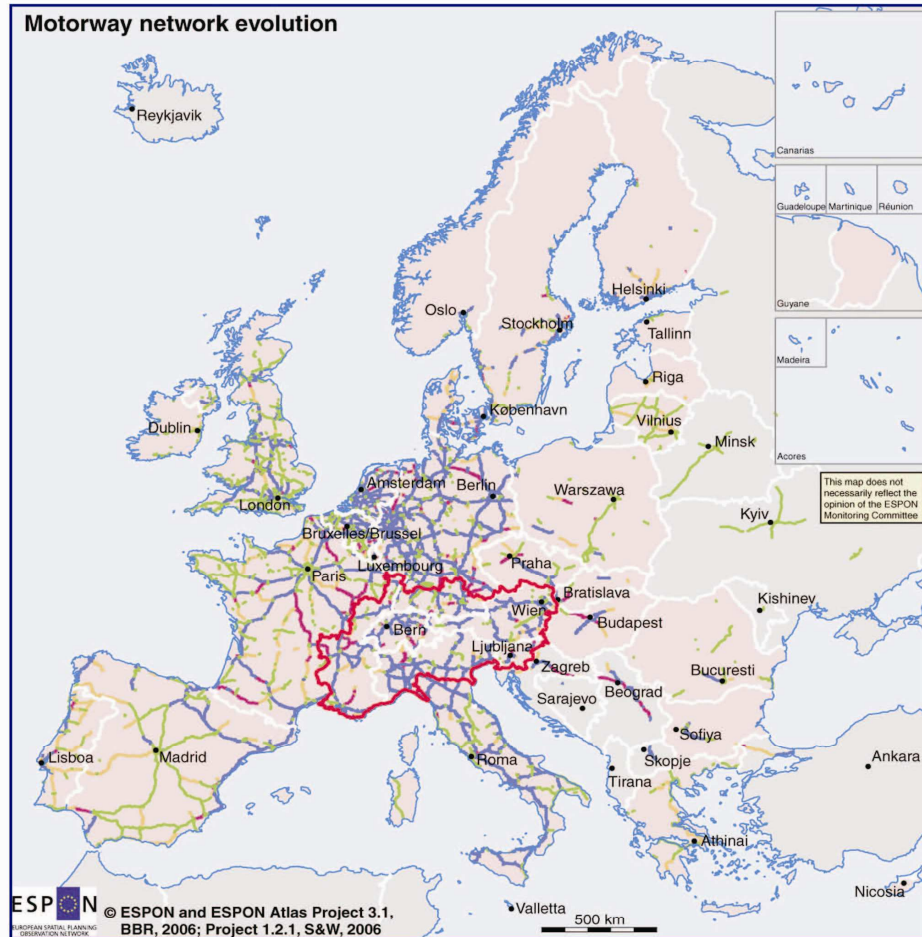 Motorway network evolution
Reykjavik
Canarias
Guadeloupe
Martinique
Réunion
Guyane
Helsinki
Oslo
Stockholm
Tallinn
Madeira
Riga
København
Dublin
Vilnius
Minsk
Acores
Amsterdam
Berlin
Warszawa
This map does not
necessarily reflect the
opinion of the ESPON
Monitoring Committee
London
Kyiv
Bruxelles/Brussel
Luxembourg
Praha
Paris
Bratislava
Wien
Kishinev
Budapest
Bern
Ljubljana
Zagreb
Bucuresti
Beograd
Sarajevo
Sofiya
Lisboa
Madrid
Roma
Skopje
Ankara
Tirana
Athinai
Nicosia
ESPON
EUROPEAN SPATIAL PLANNING
OBSERVATION NETWORK
© ESPON and ESPON Atlas Project 3.1,
BBR, 2006; Project 1.2.1, S&W, 2006
Valletta
500 km